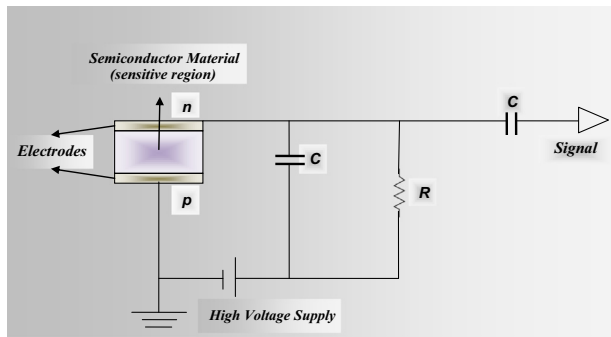 Semiconductor Material
(sensitive region)
n
C
Electrodes
Signal
C
R
p
High Voltage Supply